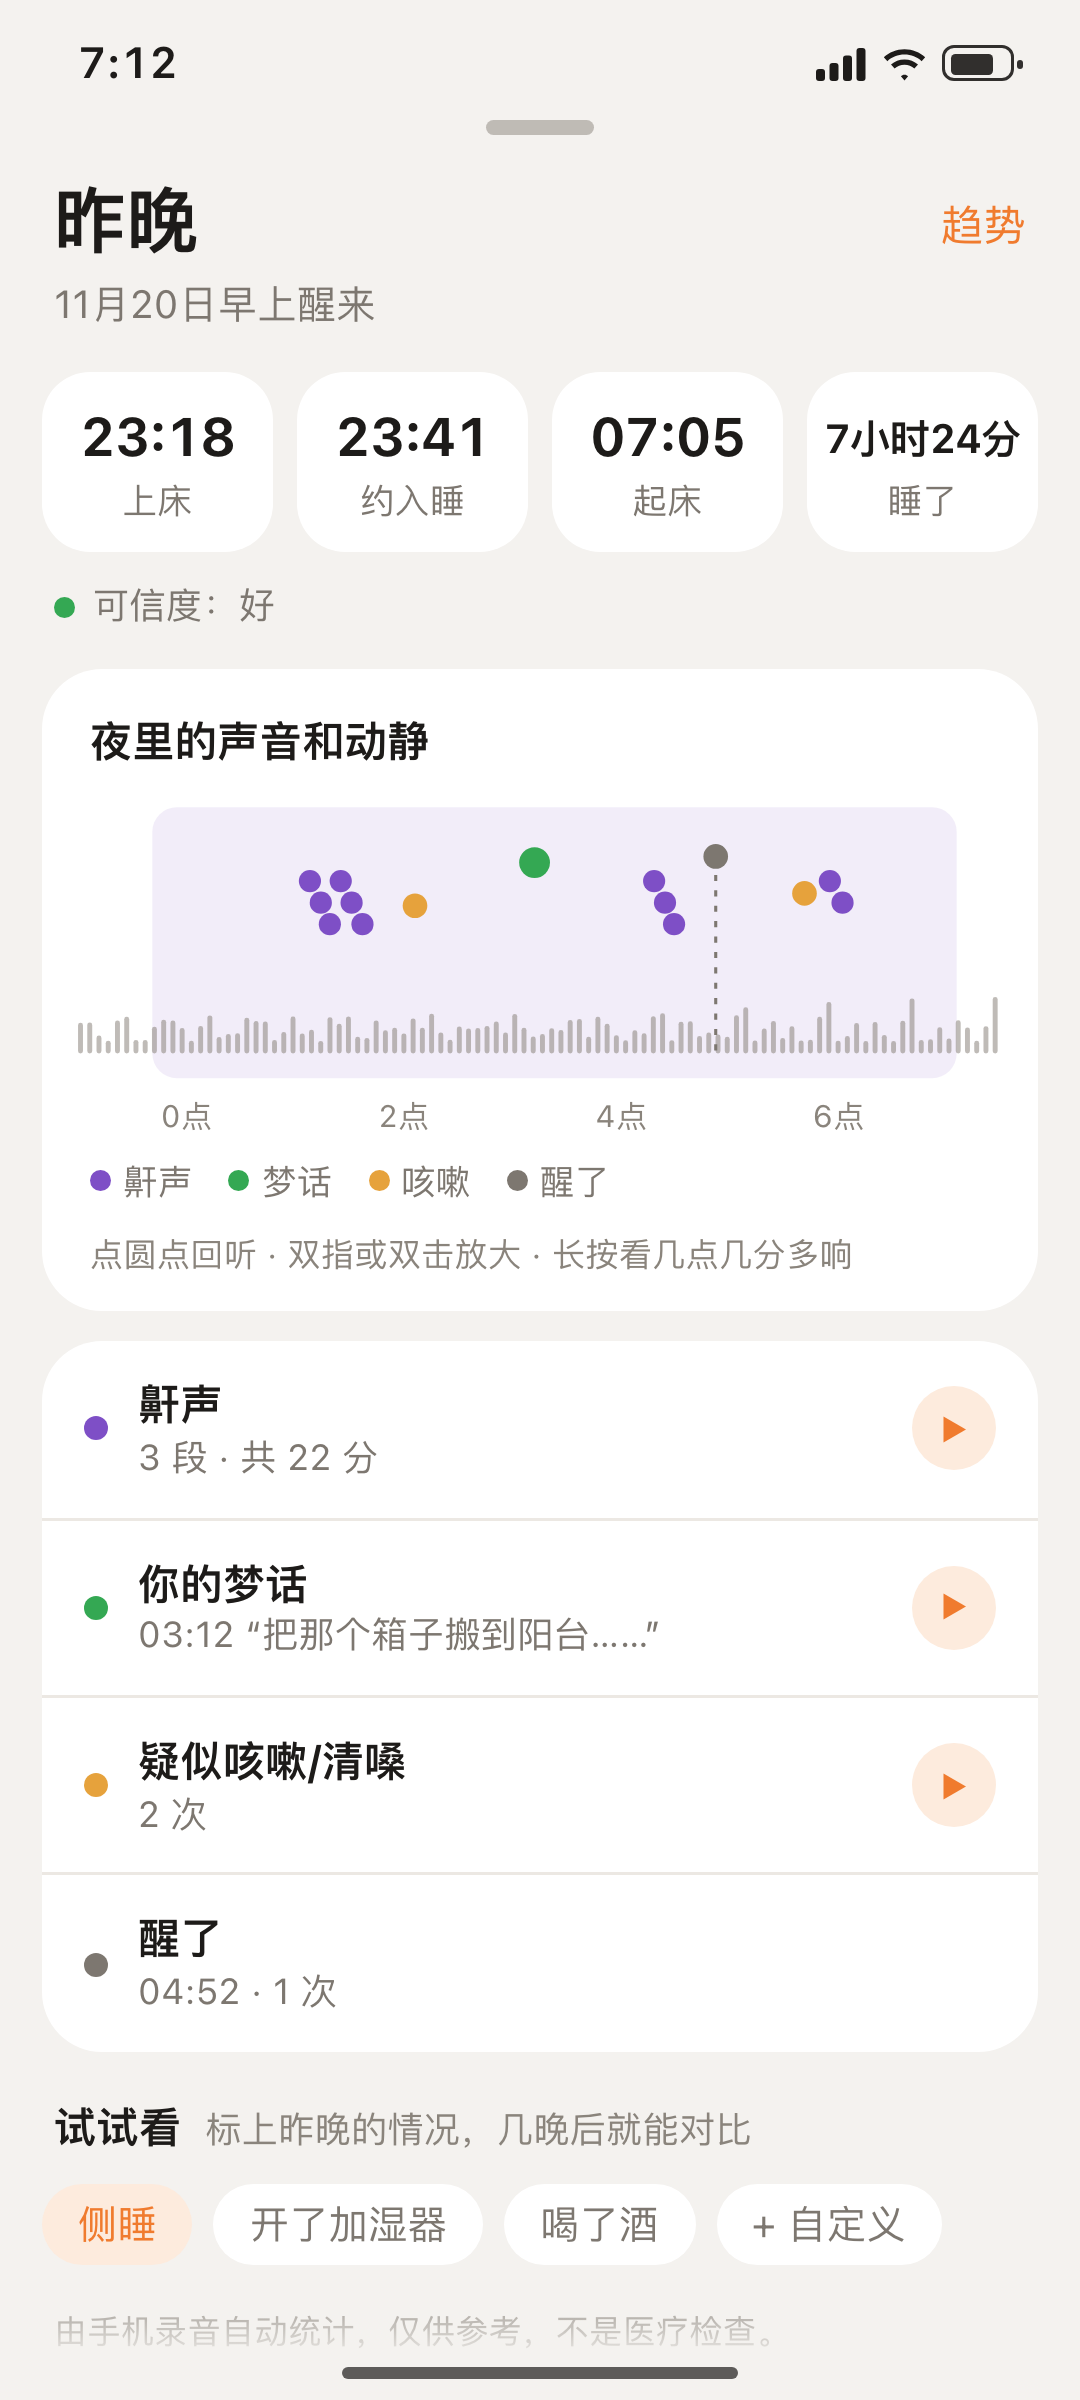 7:12
昨晚
趋势
11月20日早上醒来
23:18
上床
23:41
约入睡
07:05
起床
7小时24分
睡了
可信度：好
夜里的声音和动静
0点 2点 4点 6点
鼾声 梦话 咳嗽 醒了
点圆点回听 · 双指或双击放大 · 长按看几点几分多响
鼾声
3 段 · 共 22 分
你的梦话
03:12 “把那个箱子搬到阳台……”
疑似咳嗽/清嗓
2 次
醒了
04:52 · 1 次
试试看 标上昨晚的情况，几晚后就能对比
侧睡 开了加湿器 喝了酒 + 自定义
由手机录音自动统计，仅供参考，不是医疗检查。